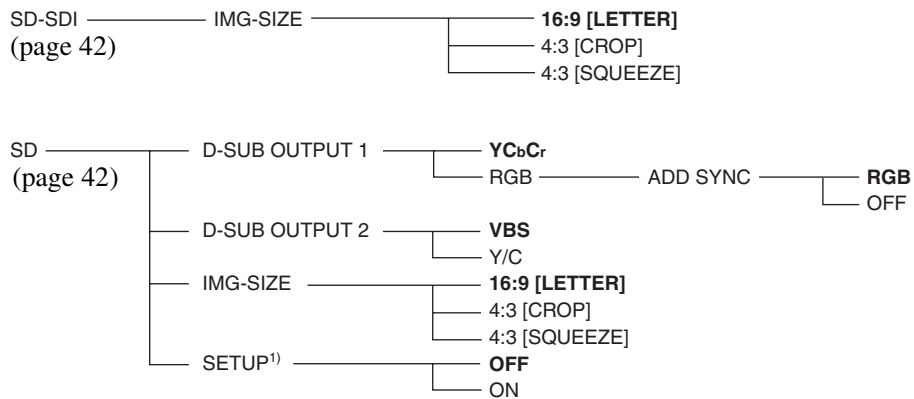 SD-SDI IMG-SIZE 16:9 [LETTER]
(page 42) 4:3 [CROP]
4:3 [SQUEEZE]
SD D-SUB OUTPUT 1 YCbCr
(page 42) RGB ADD SYNC RGB
OFF
D-SUB OUTPUT 2 VBS
Y/C
IMG-SIZE 16:9 [LETTER]
4:3 [CROP]
4:3 [SQUEEZE]
SETUP1) OFF
ON